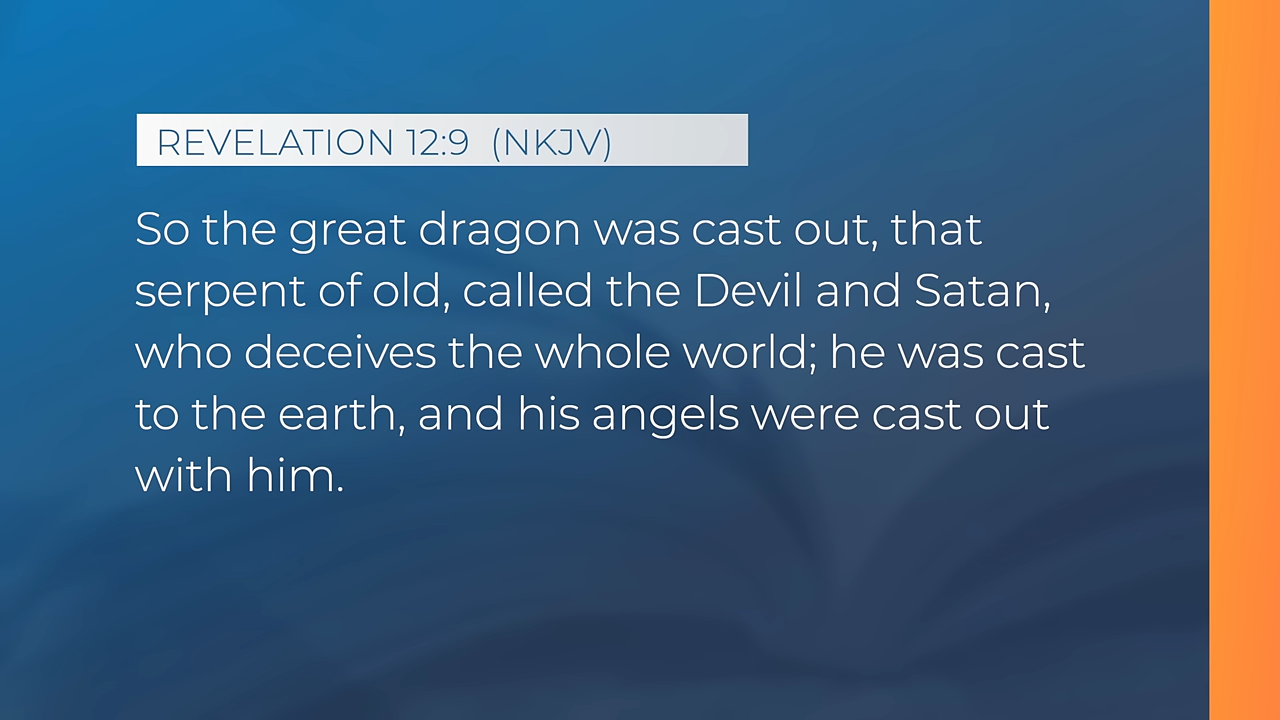 REVELATION 12:9 (NKJV)
So the great dragon was cast out, that
serpent of old, called the Devil and Satan,
who deceives the whole world; he was cast
to the earth, and his angels were cast out
with him.